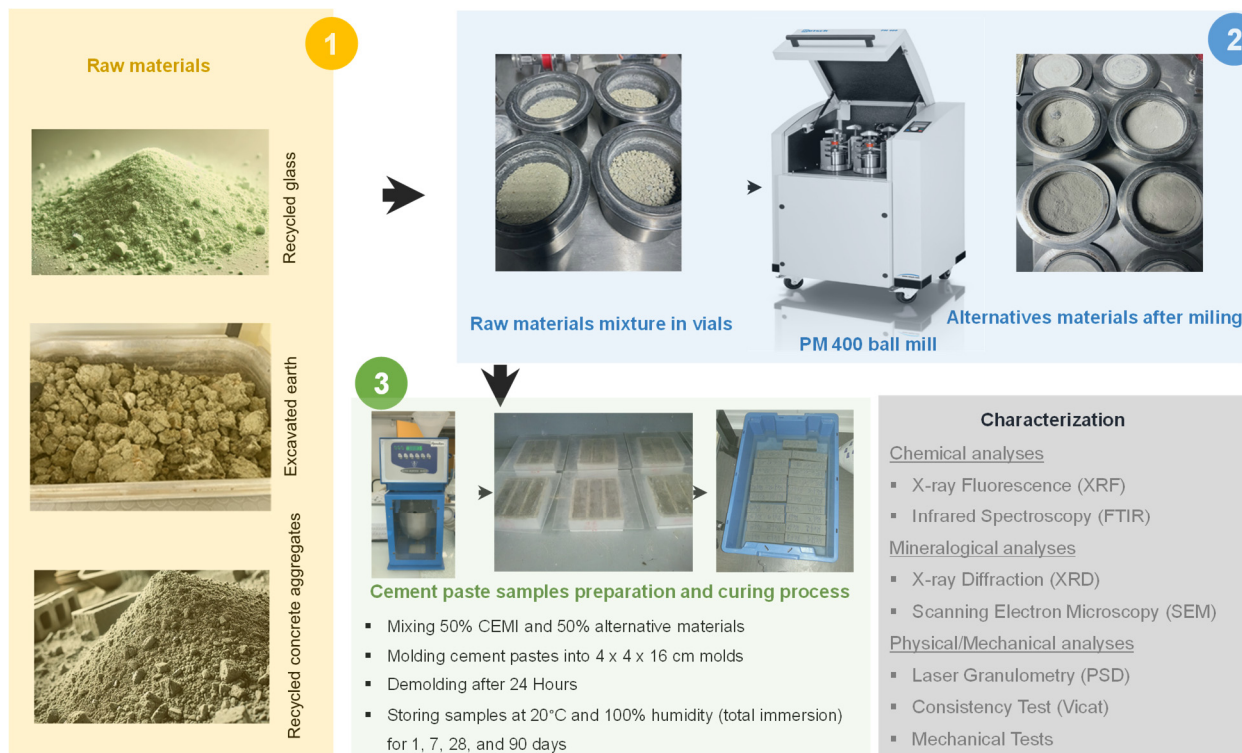 1
Raw materials
Recycled glass
Excavated earth
Recycled concrete aggregates
2
Raw materials mixture in vials
PM 400 ball mill
Alternatives materials after miling
3
Cement paste samples preparation and curing process
▪ Mixing 50% CEMI and 50% alternative materials
▪ Molding cement pastes into 4 x 4 x 16 cm molds
▪ Demolding after 24 Hours
▪ Storing samples at 20°C and 100% humidity (total immersion)
for 1, 7, 28, and 90 days
Characterization
Chemical analyses
▪ X-ray Fluorescence (XRF)
▪ Infrared Spectroscopy (FTIR)
Mineralogical analyses
▪ X-ray Diffraction (XRD)
▪ Scanning Electron Microscopy (SEM)
Physical/Mechanical analyses
▪ Laser Granulometry (PSD)
▪ Consistency Test (Vicat)
▪ Mechanical Tests